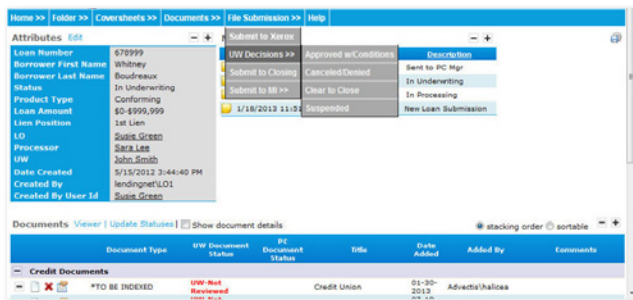 Home >> Folder >> Coversheets >> Documents >> File Submission >> Help
Attributes Edit
Submit to Xerox
UW Decisions >> Approved w/Conditions Description
Loan Number 678999
Borrower First Name Whitney Sent to PC Mgr
Borrower Last Name Boudreaux Submit to Closing Canceled/Denied In Underwriting
Status In Underwriting
Product Type Conforming Submit to MI >> Clear to Close In Processing
Loan Amount $0-$999,999 1/18/2013 11:51 Suspended New Loan Submission
Lien Position 1st Lien
LO Susie Green
Processor Sara Lee
UW John Smith
Date Created 5/15/2012 3:44:40 PM
Created By lendingnet\LO1
Created By User Id Susie Green
Documents Viewer | Update Statuses | Show document details stacking order sortable
Document Type UW Document Status PC Document Status Title Date Added Added By Comments
Credit Documents
*TO BE INDEXED UW-Not Reviewed Credit Union 01-30-2013 Advectis\halicea